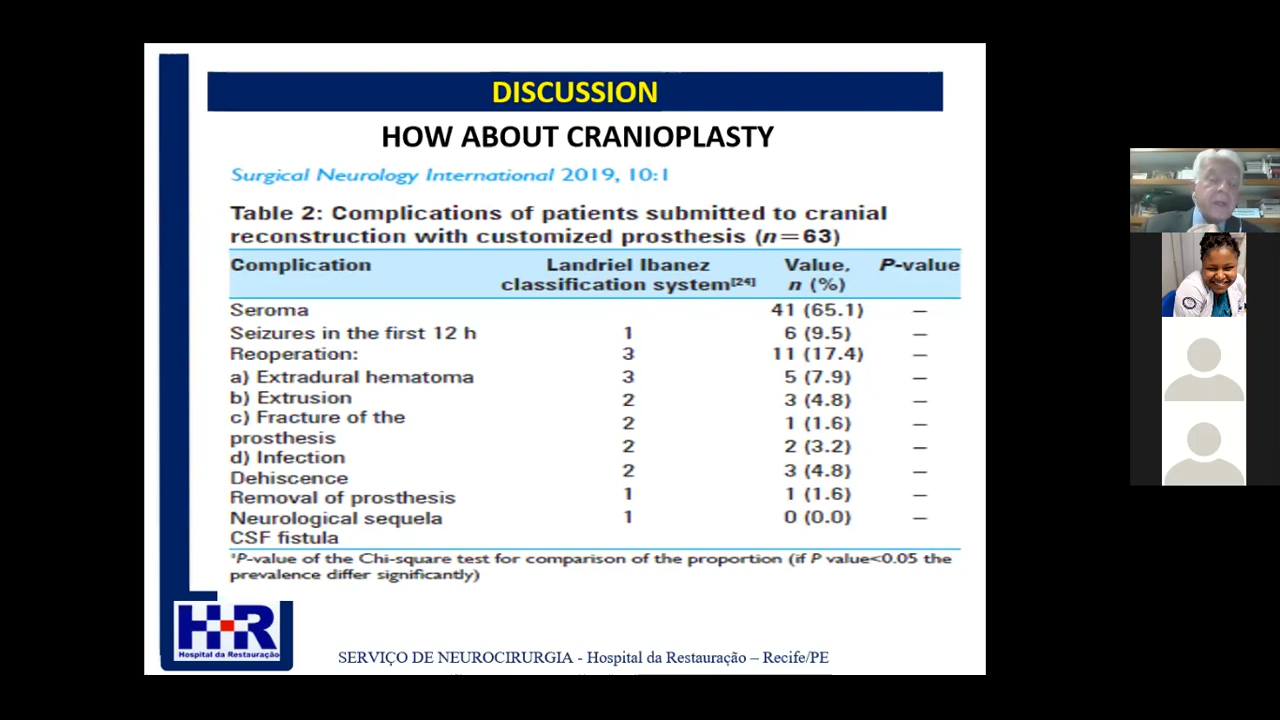 DISCUSSION
HOW ABOUT CRANIOPLASTY
Surgical Neurology International 2019, 10:1
Table 2: Complications of patients submitted to cranial
reconstruction with customized prosthesis (n=63)
Complication Landriel Ibanez Value, P-value
classification system[24] n (%)
Seroma 41 (65.1) –
Seizures in the first 12 h 1 6 (9.5) –
Reoperation: 3 11 (17.4) –
a) Extradural hematoma 3 5 (7.9) –
b) Extrusion 2 3 (4.8) –
c) Fracture of the 2 1 (1.6) –
prosthesis
d) Infection 2 2 (3.2) –
Dehiscence 2 3 (4.8) –
Removal of prosthesis 1 1 (1.6) –
Neurological sequela 1 0 (0.0) –
CSF fistula
P-value of the Chi-square test for comparison of the proportion (if P value<0.05 the
prevalence differ significantly)
HR
Hospital da Restauração
SERVIÇO DE NEUROCIRURGIA - Hospital da Restauração – Recife/PE